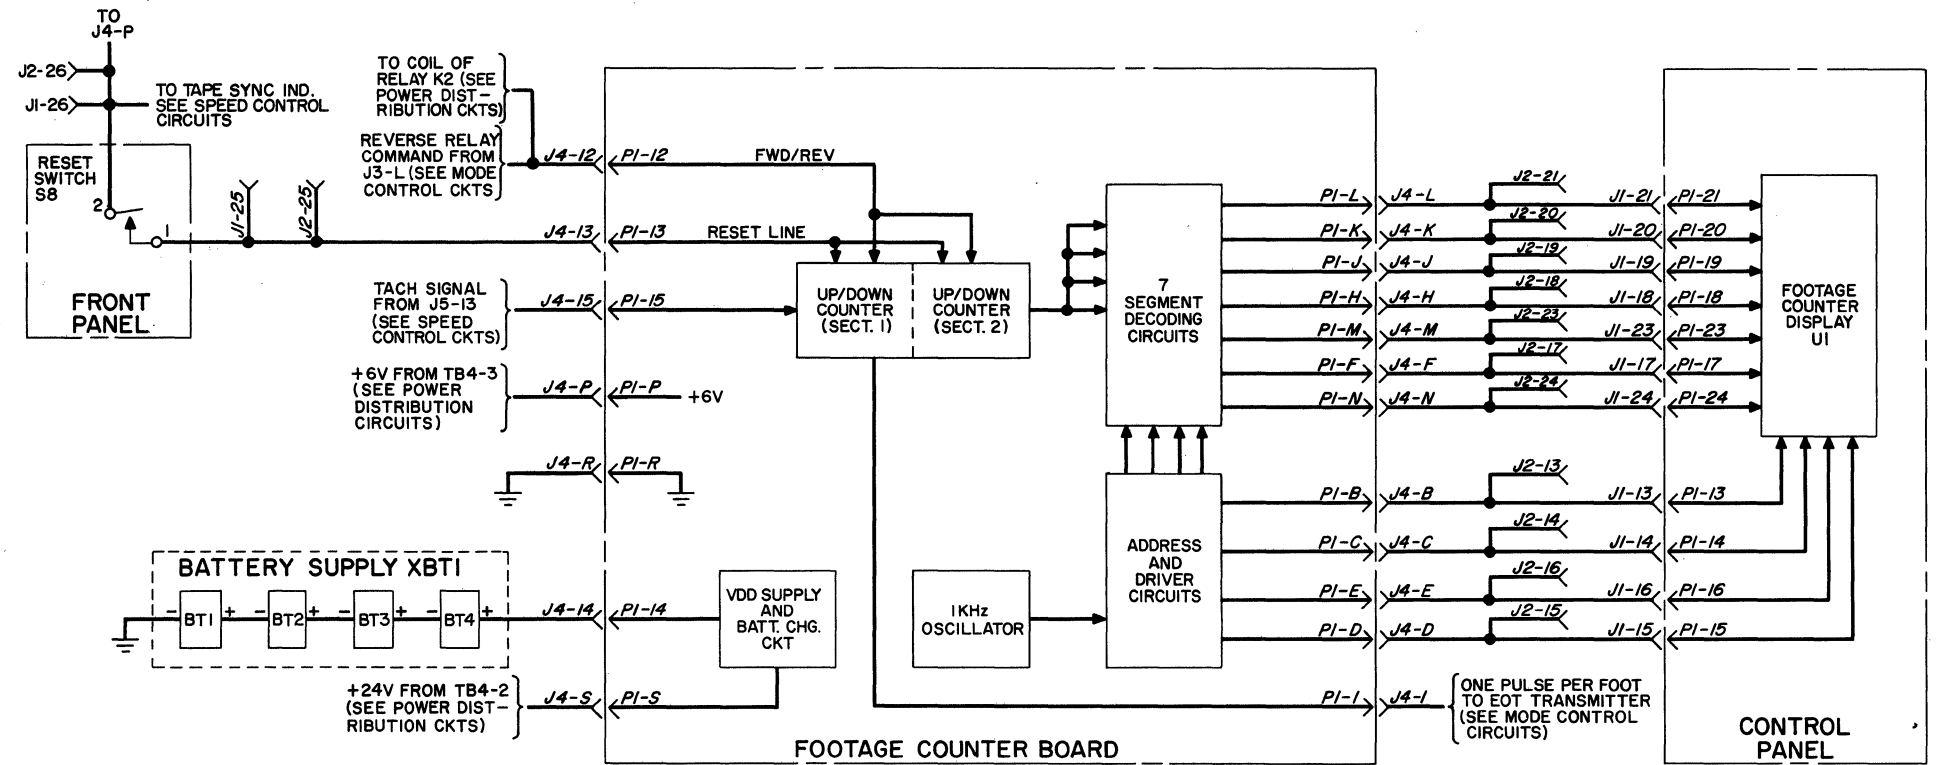 TO
J4-P
J2-26
J1-26
TO TAPE SYNC IND.
SEE SPEED CONTROL
CIRCUITS
RESET
SWITCH
S8
2
1
FRONT
PANEL
J1-25
J2-25
TO COIL OF
RELAY K2 (SEE
POWER DIST-
RIBUTION CKTS)
REVERSE RELAY
COMMAND FROM
J3-L (SEE MODE
CONTROL CKTS
J4-12
P1-12
FWD/REV
J4-13
P1-13
RESET LINE
TACH SIGNAL
FROM J5-13
(SEE SPEED
CONTROL CKTS)
J4-15
P1-15
UP/DOWN
COUNTER
(SECT. 1)
UP/DOWN
COUNTER
(SECT. 2)
+6V FROM TB4-3
(SEE POWER
DISTRIBUTION
CIRCUITS)
J4-P
P1-P
+6V
J4-R
P1-R
BATTERY SUPPLY XBT1
- BT1 +
- BT2 +
- BT3 +
- BT4 +
J4-14
P1-14
VDD SUPPLY
AND
BATT. CHG.
CKT
+24V FROM TB4-2
(SEE POWER DIST-
RIBUTION CKTS)
J4-S
P1-S
1KHz
OSCILLATOR
7
SEGMENT
DECODING
CIRCUITS
ADDRESS
AND
DRIVER
CIRCUITS
FOOTAGE COUNTER BOARD
P1-L J4-L J2-21 J1-21 P1-21
P1-K J4-K J2-20 J1-20 P1-20
P1-J J4-J J2-19 J1-19 P1-19
P1-H J4-H J2-18 J1-18 P1-18
P1-M J4-M J2-23 J1-23 P1-23
P1-F J4-F J2-17 J1-17 P1-17
P1-N J4-N J2-24 J1-24 P1-24
P1-B J4-B J2-13 J1-13 P1-13
P1-C J4-C J2-14 J1-14 P1-14
P1-E J4-E J2-16 J1-16 P1-16
P1-D J4-D J2-15 J1-15 P1-15
P1-1 J4-1
ONE PULSE PER FOOT
TO EOT TRANSMITTER
(SEE MODE CONTROL
CIRCUITS)
FOOTAGE
COUNTER
DISPLAY
U1
CONTROL
PANEL